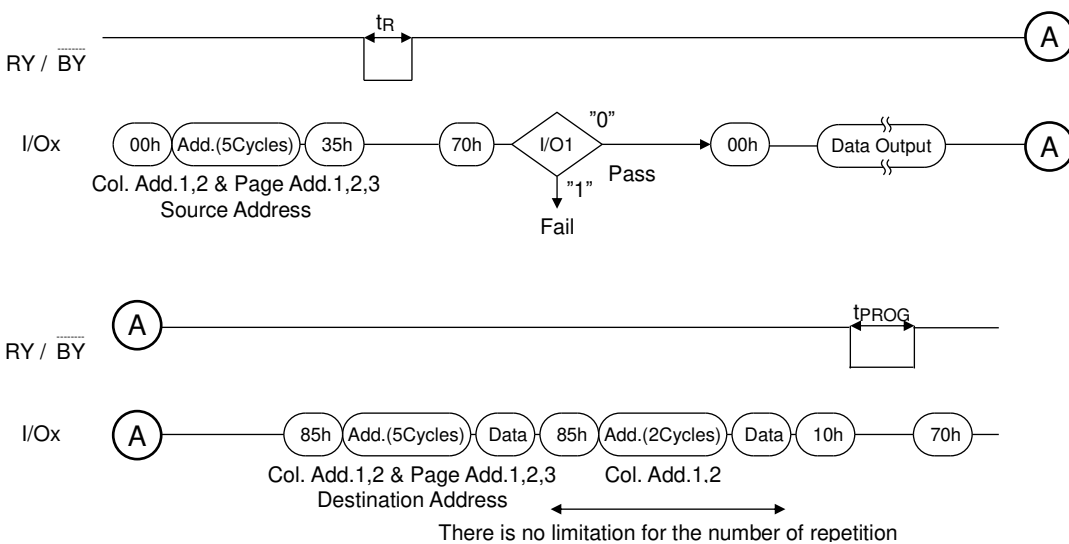 tR
A
RY / BY
"0"
I/Ox 00h Add.(5Cycles) 35h 70h I/O1 00h Data Output A
Pass
Col. Add.1,2 & Page Add.1,2,3
"1"
Source Address
Fail
A
tPROG
RY / BY
I/Ox A 85h Add.(5Cycles) Data 85h Add.(2Cycles) Data 10h 70h
Col. Add.1,2 & Page Add.1,2,3 Col. Add.1,2
Destination Address
There is no limitation for the number of repetition